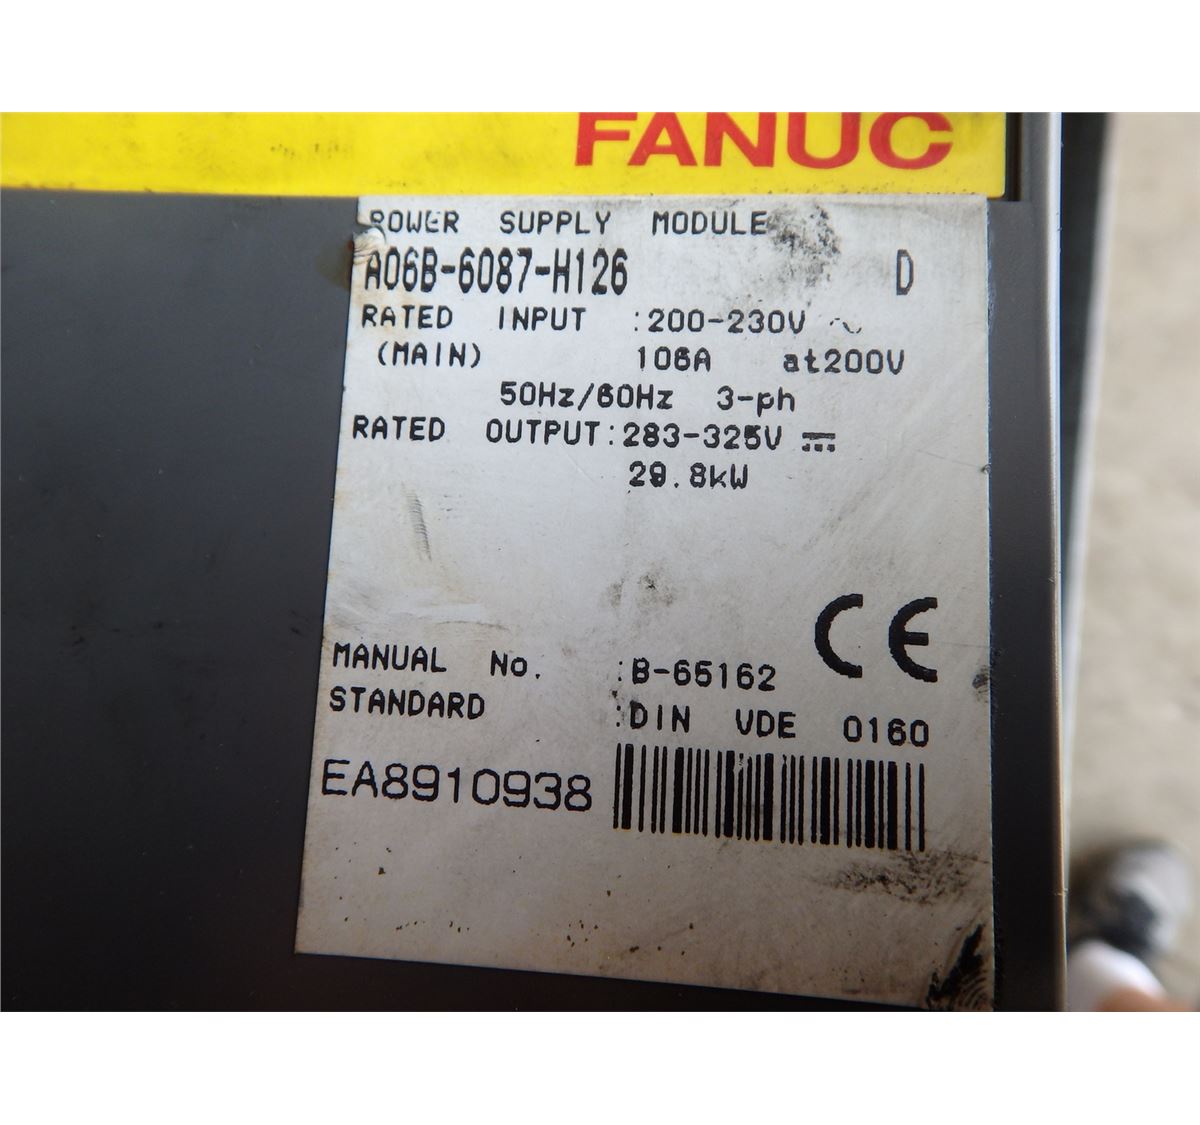 FANUC
POWER SUPPLY MODULE
A06B-6087-H126 D
RATED INPUT :200-230V ~
(MAIN) 106A at200V
50Hz/60Hz 3-ph
RATED OUTPUT:283-325V ⎓
29.8kW
CE
MANUAL No. :B-65162
STANDARD :DIN VDE 0160
EA8910938